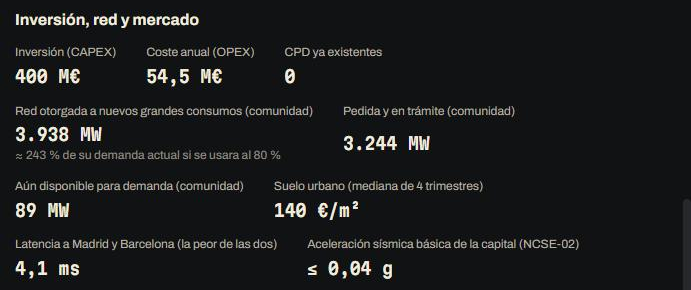 Inversión, red y mercado
Inversión (CAPEX) Coste anual (OPEX) CPD ya existentes
400 M€ 54,5 M€ 0
Red otorgada a nuevos grandes consumos (comunidad) Pedida y en trámite (comunidad)
3.938 MW 3.244 MW
≈ 243 % de su demanda actual si se usara al 80 %
Aún disponible para demanda (comunidad) Suelo urbano (mediana de 4 trimestres)
89 MW 140 €/m²
Latencia a Madrid y Barcelona (la peor de las dos) Aceleración sísmica básica de la capital (NCSE-02)
4,1 ms ≤ 0,04 g